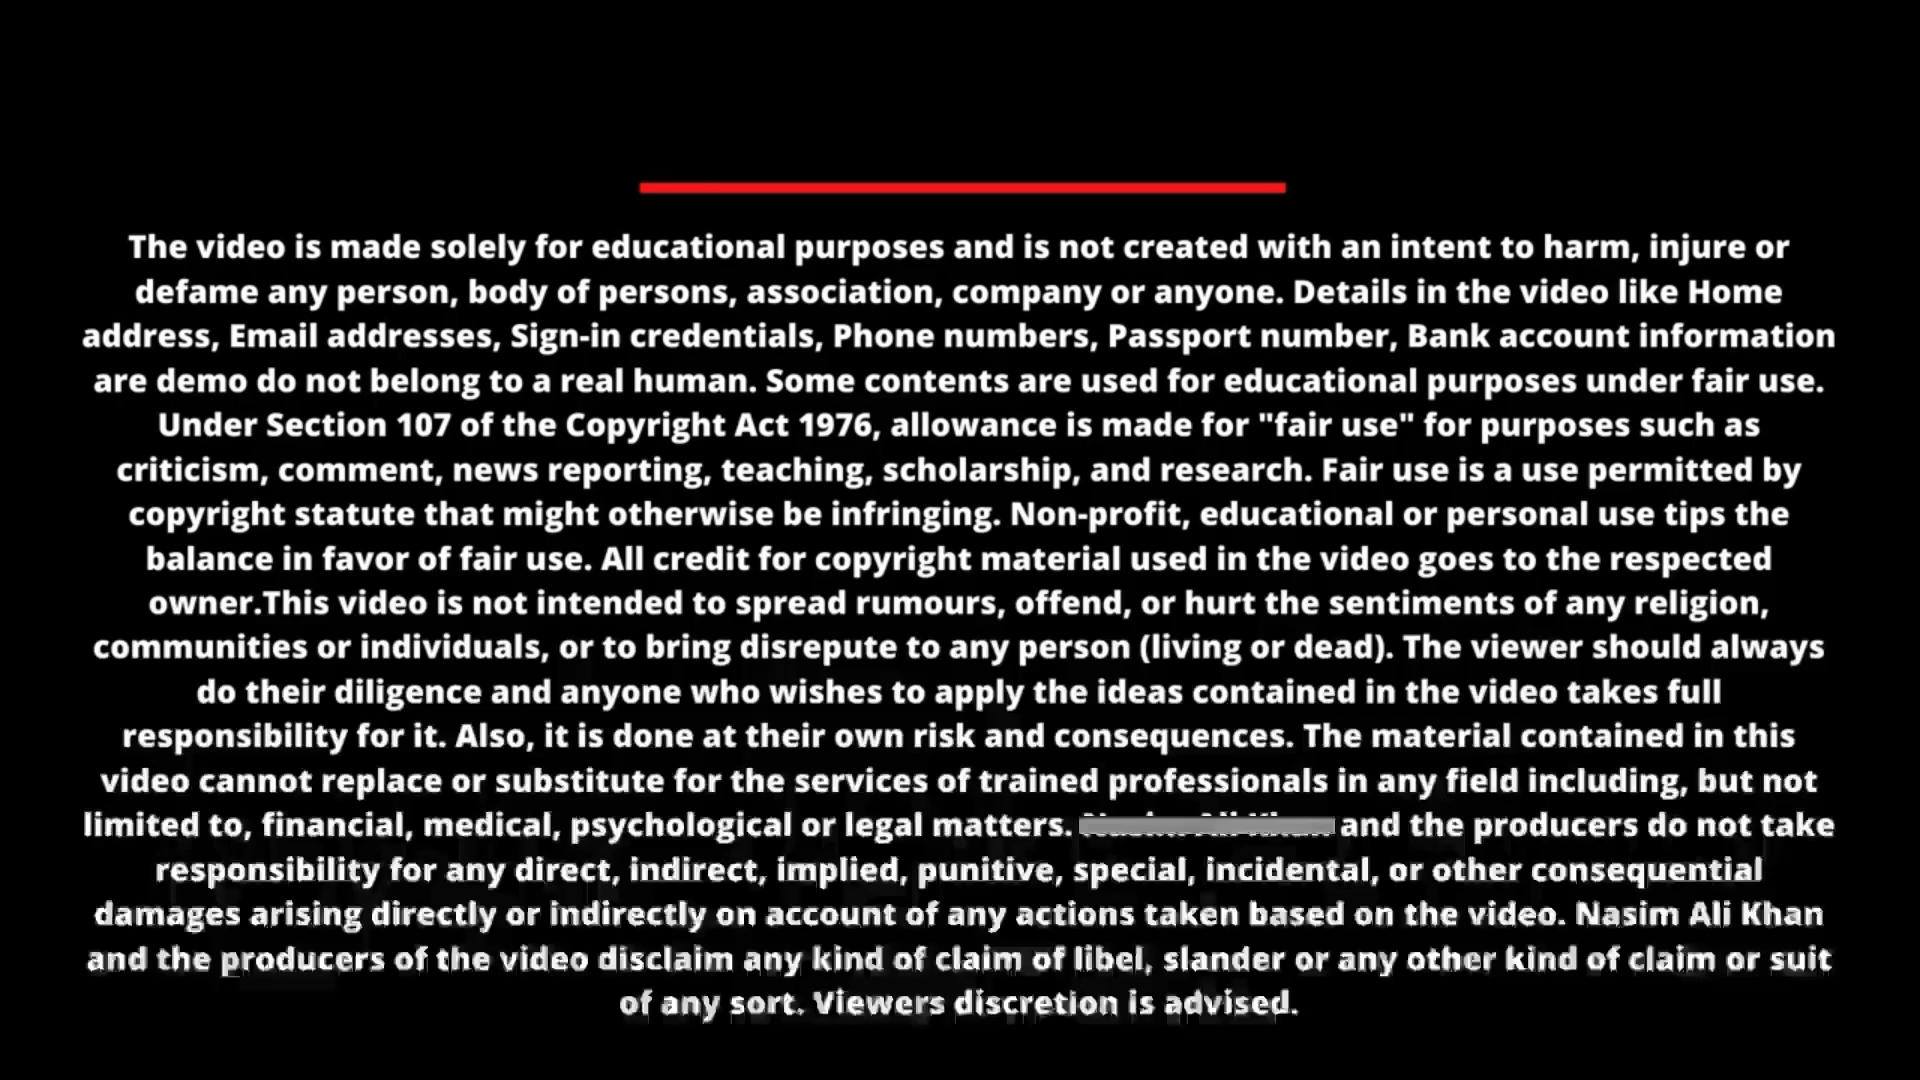 The video is made solely for educational purposes and is not created with an intent to harm, injure or
defame any person, body of persons, association, company or anyone. Details in the video like Home
address, Email addresses, Sign-in credentials, Phone numbers, Passport number, Bank account information
are demo do not belong to a real human. Some contents are used for educational purposes under fair use.
Under Section 107 of the Copyright Act 1976, allowance is made for "fair use" for purposes such as
criticism, comment, news reporting, teaching, scholarship, and research. Fair use is a use permitted by
copyright statute that might otherwise be infringing. Non-profit, educational or personal use tips the
balance in favor of fair use. All credit for copyright material used in the video goes to the respected
owner.This video is not intended to spread rumours, offend, or hurt the sentiments of any religion,
communities or individuals, or to bring disrepute to any person (living or dead). The viewer should always
do their diligence and anyone who wishes to apply the ideas contained in the video takes full
responsibility for it. Also, it is done at their own risk and consequences. The material contained in this
video cannot replace or substitute for the services of trained professionals in any field including, but not
limited to, financial, medical, psychological or legal matters. and the producers do not take
responsibility for any direct, indirect, implied, punitive, special, incidental, or other consequential
damages arising directly or indirectly on account of any actions taken based on the video. Nasim Ali Khan
and the producers of the video disclaim any kind of claim of libel, slander or any other kind of claim or suit
of any sort. Viewers discretion is advised.